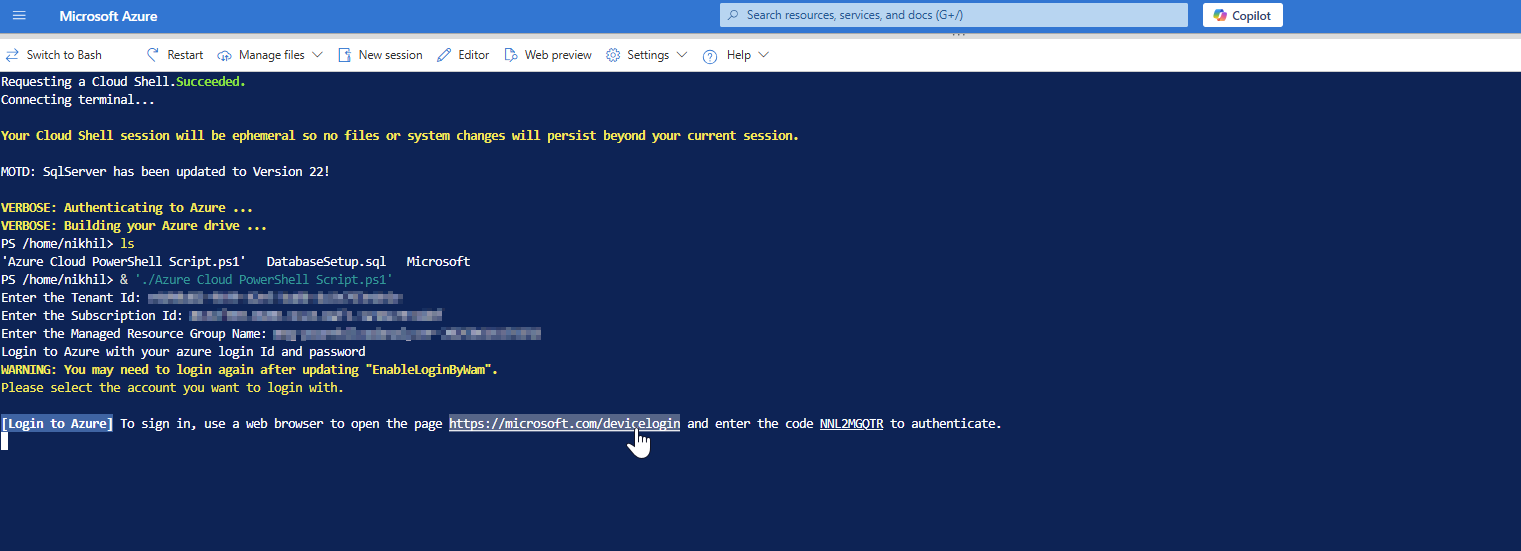 Microsoft Azure
Search resources, services, and docs (G+/)
Copilot
Switch to Bash Restart Manage files New session Editor Web preview Settings Help
Requesting a Cloud Shell.Succeeded.
Connecting terminal...
Your Cloud Shell session will be ephemeral so no files or system changes will persist beyond your current session.
MOTD: SqlServer has been updated to Version 22!
VERBOSE: Authenticating to Azure ...
VERBOSE: Building your Azure drive ...
PS /home/nikhil> ls
'Azure Cloud PowerShell Script.ps1' DatabaseSetup.sql Microsoft
PS /home/nikhil> & './Azure Cloud PowerShell Script.ps1'
Enter the Tenant Id:
Enter the Subscription Id:
Enter the Managed Resource Group Name:
Login to Azure with your azure login Id and password
WARNING: You may need to login again after updating "EnableLoginByWam".
Please select the account you want to login with.
[Login to Azure] To sign in, use a web browser to open the page https://microsoft.com/devicelogin and enter the code NNL2MGQTR to authenticate.